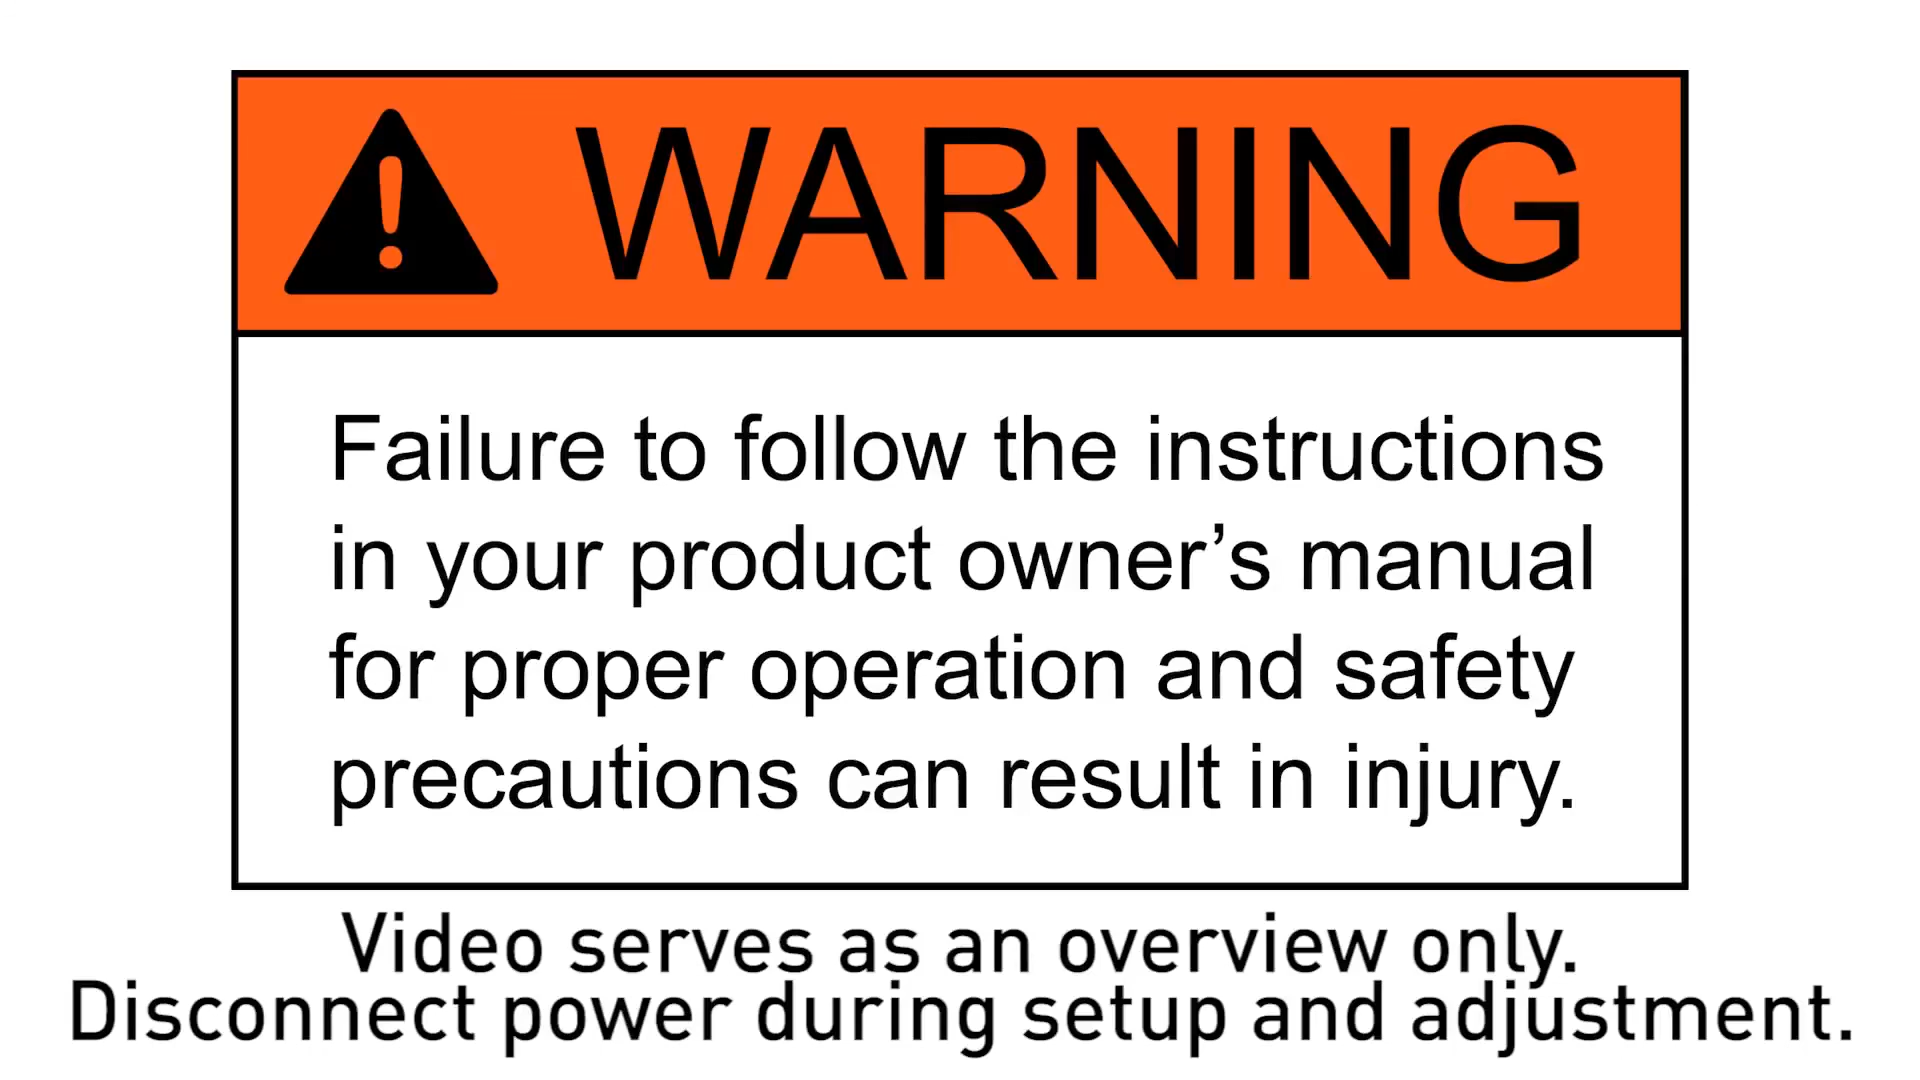 WARNING
Failure to follow the instructions
in your product owner’s manual
for proper operation and safety
precautions can result in injury.
Video serves as an overview only.
Disconnect power during setup and adjustment.